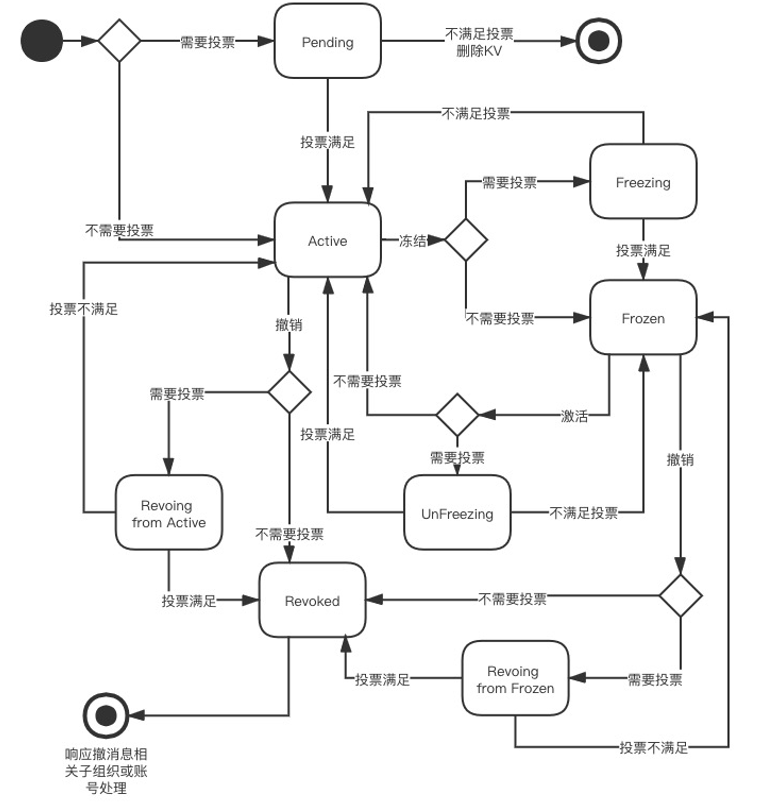 需要投票
Pending
不满足投票
删除KV
不满足投票
投票满足
Freezing
需要投票
不需要投票
Active
冻结
投票满足
投票不满足
撤销
不需要投票
Frozen
不需要投票
需要投票
激活
投票满足
需要投票
撤销
Revoing
from Active
UnFreezing
不满足投票
不需要投票
投票满足
Revoked
不需要投票
投票满足
Revoing
from Frozen
需要投票
投票不满足
响应撤消息相
关子组织或账
号处理